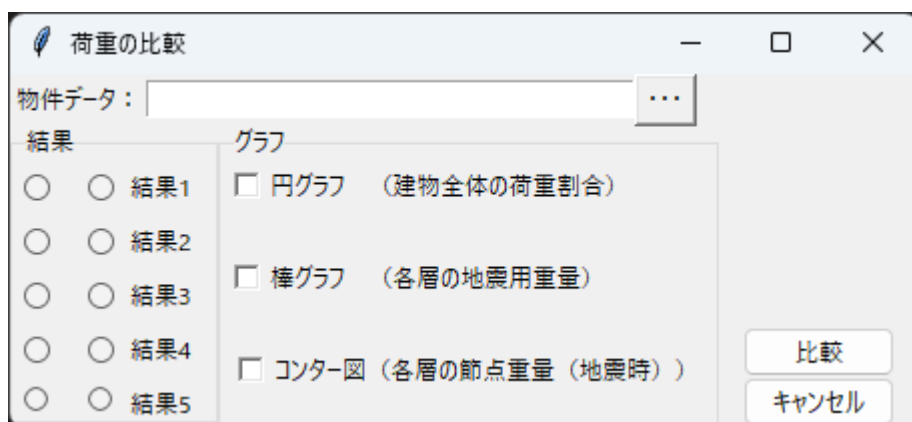 荷重の比較
物件データ：
...
結果
結果1
結果2
結果3
結果4
結果5
グラフ
円グラフ （建物全体の荷重割合）
棒グラフ （各層の地震用重量）
コンター図（各層の節点重量（地震時））
比較
キャンセル